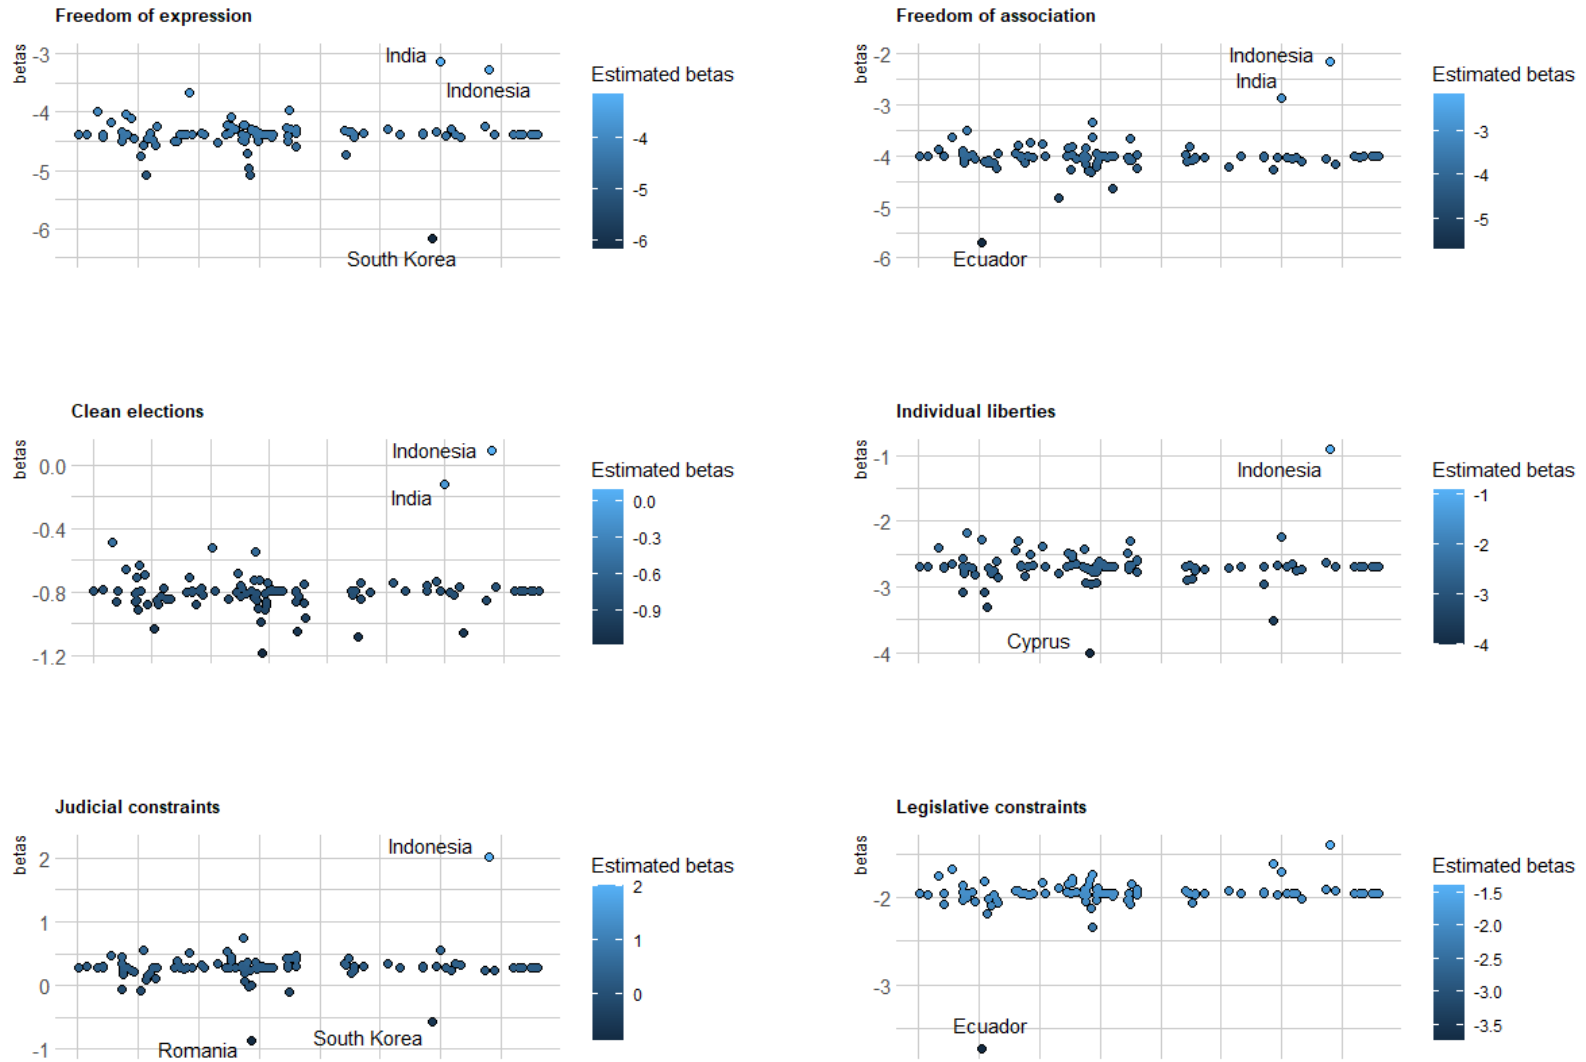 Freedom of expression
betas
-3
-4
-5
-6
India
Indonesia
South Korea
Estimated betas
-4
-5
-6
Freedom of association
betas
-2
-3
-4
-5
-6
Indonesia
India
Ecuador
Estimated betas
-3
-4
-5
Clean elections
betas
0.0
-0.4
-0.8
-1.2
Indonesia
India
Estimated betas
0.0
-0.3
-0.6
-0.9
Individual liberties
betas
-1
-2
-3
-4
Indonesia
Cyprus
Estimated betas
-1
-2
-3
-4
Judicial constraints
betas
2
1
0
-1
Indonesia
South Korea
Romania
Estimated betas
2
1
0
Legislative constraints
betas
-2
-3
Ecuador
Estimated betas
-1.5
-2.0
-2.5
-3.0
-3.5